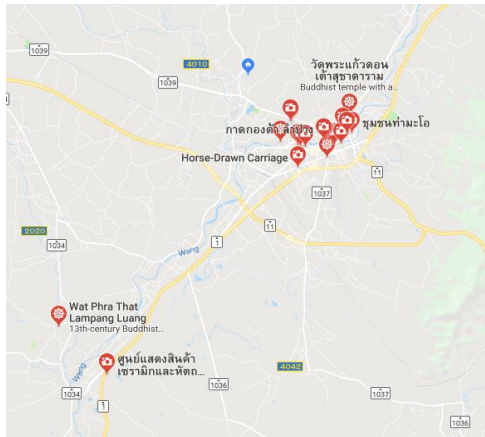 1039
4010
1039
วัดพระแก้วดอน
เต้าสุชาดาราม
Buddhist temple with a...
กาดกองต้า ลำปาง
ชุมชนท่ามะโอ
Horse-Drawn Carriage
11
1037
11
2020
1034
Wang
1
Wat Phra That
Lampang Luang
13th-century Buddhist...
ศูนย์แสดงสินค้า
เซรามิกและหัตถ...
Wang
4042
1034
1036
1037
1
1036